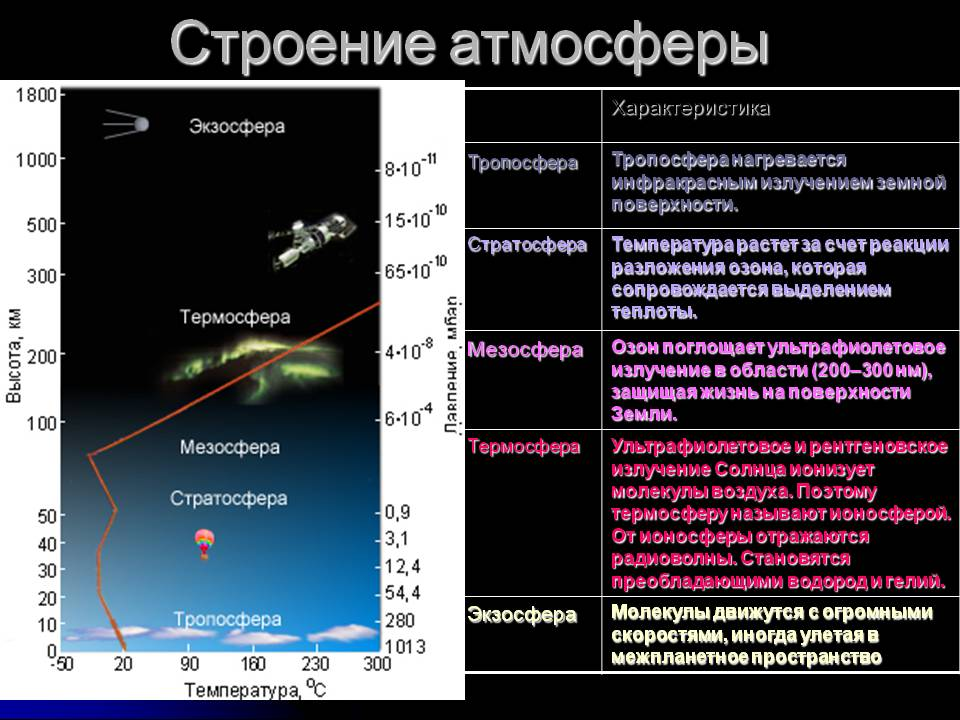 Строение атмосферы
1800
1000
500
300
200
100
50
40
30
20
10
0
Высота, км
Экзосфера
Термосфера
Мезосфера
Стратосфера
Тропосфера
8·10-11
15·10-10
65·10-10
4·10-8
6·10-4
0,9
3,1
12,4
54,4
280
1013
Давление, мбар
-50 20 90 160 230 300
Температура, °C
Характеристика
Тропосфера
Тропосфера нагревается
инфракрасным излучением земной
поверхности.
Стратосфера
Температура растет за счет реакции
разложения озона, которая
сопровождается выделением
теплоты.
Мезосфера
Озон поглощает ультрафиолетовое
излучение в области (200–300 нм),
защищая жизнь на поверхности
Земли.
Термосфера
Ультрафиолетовое и рентгеновское
излучение Солнца ионизует
молекулы воздуха. Поэтому
термосферу называют ионосферой.
От ионосферы отражаются
радиоволны. Становятся
преобладающими водород и гелий.
Экзосфера
Молекулы движутся с огромными
скоростями, иногда улетая в
межпланетное пространство